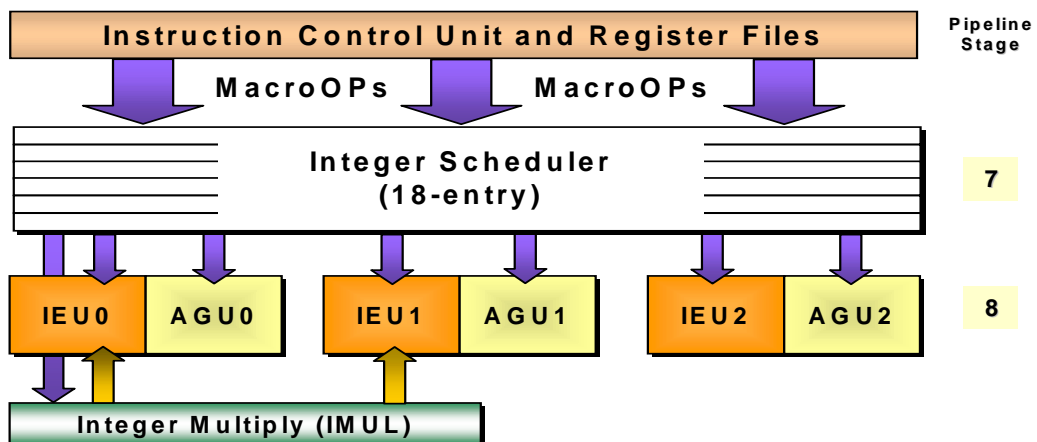 Instruction Control Unit and Register Files
Pipeline
Stage
MacroOPs
MacroOPs
Integer Scheduler
(18-entry)
7
IEU0
AGU0
IEU1
AGU1
IEU2
AGU2
8
Integer Multiply (IMUL)